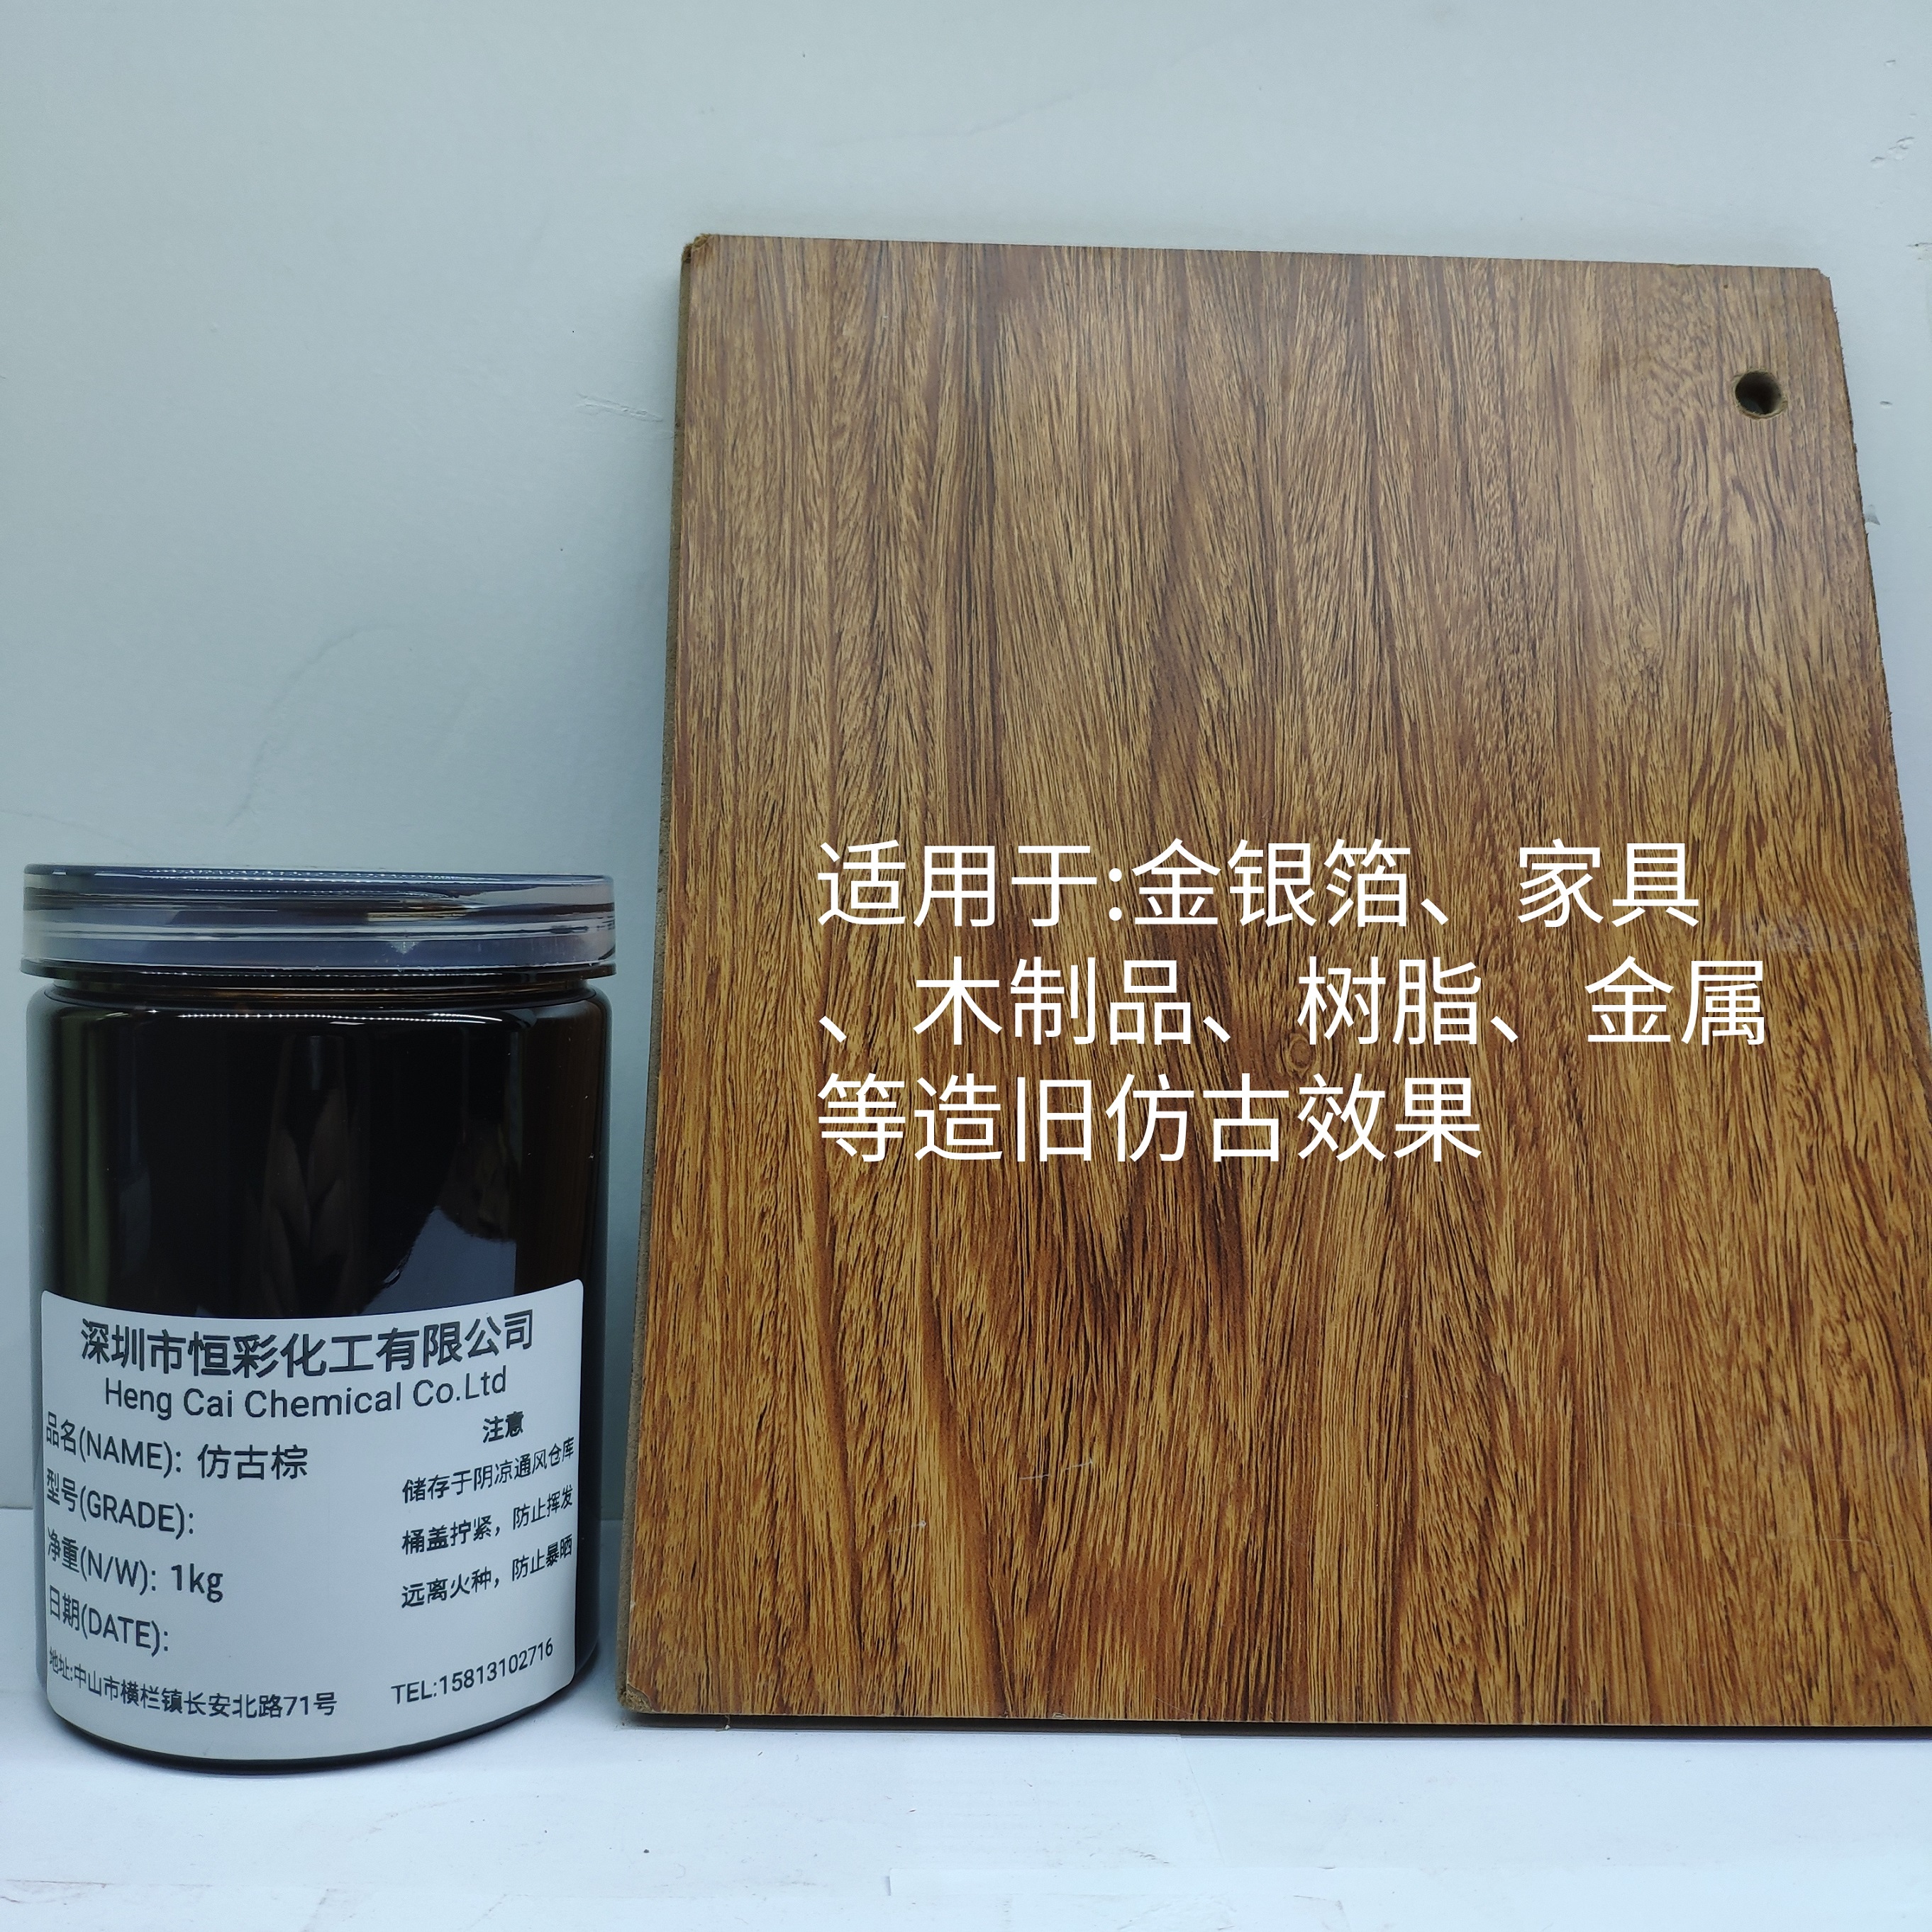 适用于:金银箔、家具
、木制品、树脂、金属
等造旧仿古效果
深圳市恒彩化工有限公司
Heng Cai Chemical Co.Ltd
品名(NAME): 仿古棕
型号(GRADE):
净重(N/W): 1kg
日期(DATE):
注意
储存于阴凉通风仓库
桶盖拧紧，防止挥发
远离火种，防止暴晒
地址:中山市横栏镇长安北路71号
TEL:15813102716